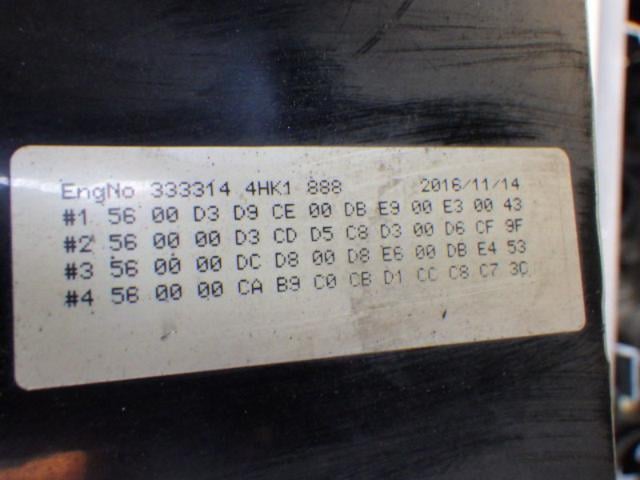 EngNo 333314 4HK1 888 2016/11/14
#1 56 00 D3 D9 CE 00 DB E9 00 E3 00 43
#2 56 00 00 D3 CD D5 C8 D3 00 D6 CF 9F
#3 56 00 00 DC D8 00 D8 E6 00 DB E4 53
#4 56 00 00 CA B9 C0 CB D1 CC C8 C7 3C